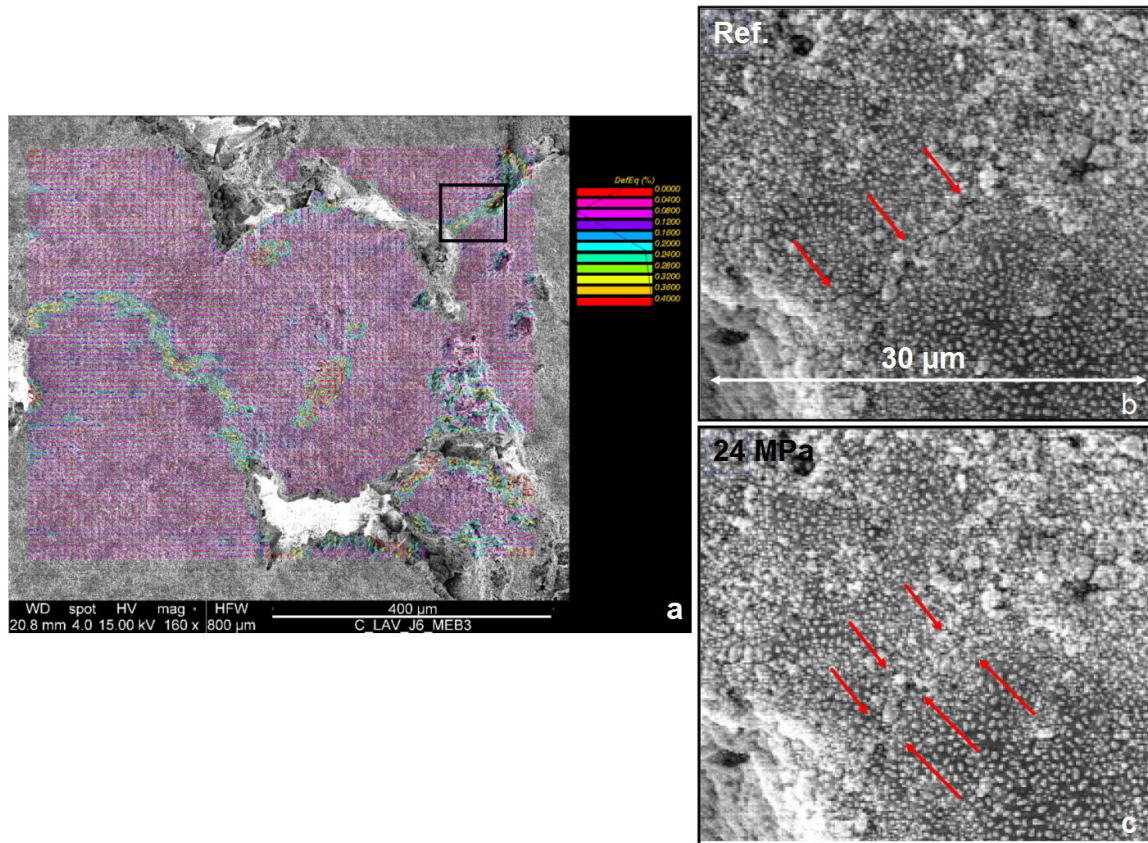 DefEq (%)
0.0000
0.0400
0.0800
0.1200
0.1600
0.2000
0.2400
0.2800
0.3200
0.3600
0.4000
WD spot HV mag HFW 400 µm
20.8 mm 4.0 15.00 kV 160 x 800 µm C_LAV_J6_MEB3
a
Ref.
30 µm
b
24 MPa
c